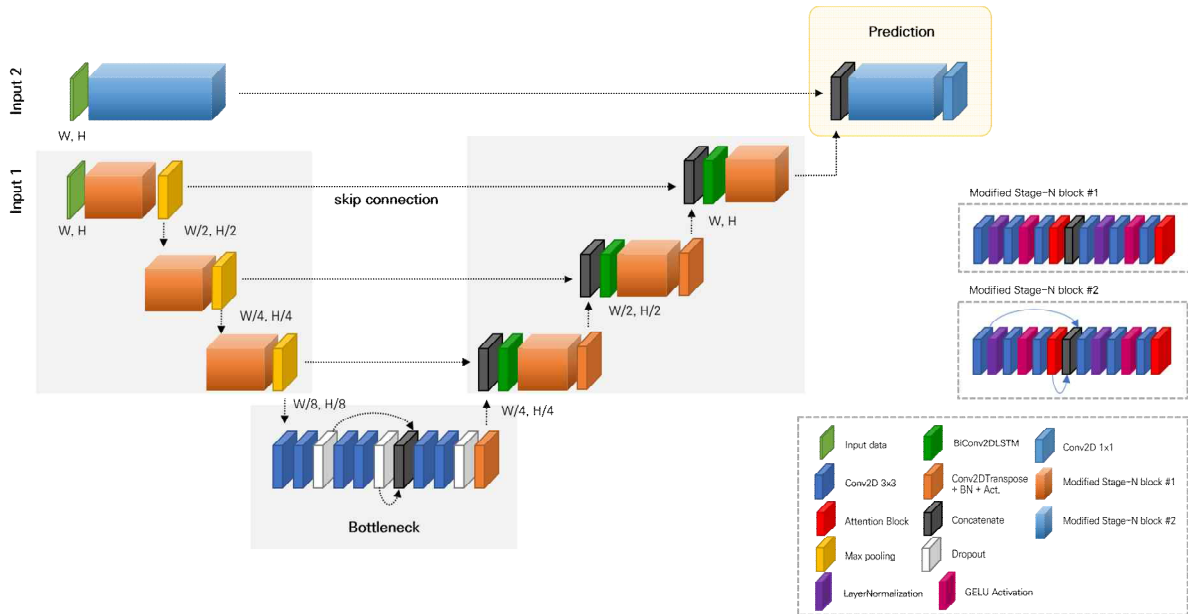 Prediction
Input 2
W, H
Input 1
W, H
skip connection
W/2, H/2
W, H
W/4, H/4
W/2, H/2
W/8, H/8
W/4, H/4
Bottleneck
Modified Stage-N block #1
Modified Stage-N block #2
Input data
BiConv2DLSTM
Conv2D 1x1
Conv2D 3x3
Conv2DTranspose
+ BN + Act.
Modified Stage-N block #1
Attention Block
Concatenate
Modified Stage-N block #2
Max pooling
Dropout
LayerNormalization
GELU Activation